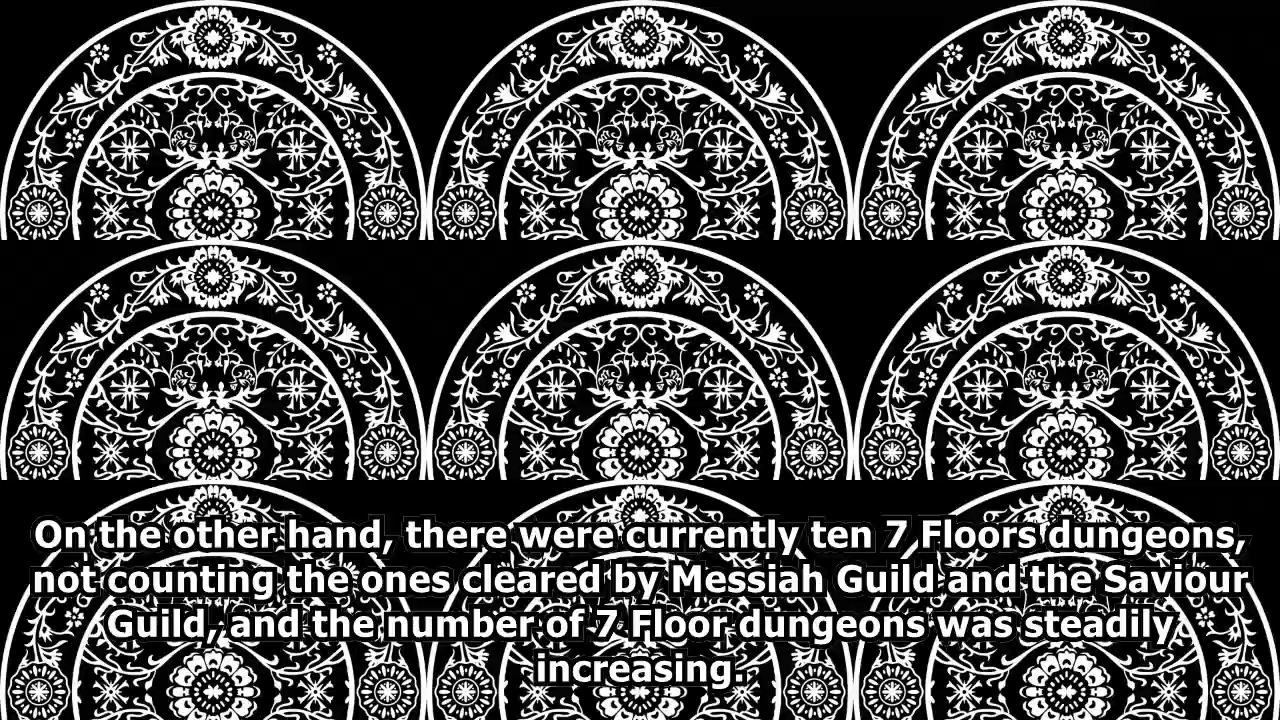 On the other hand, there were currently ten 7 Floors dungeons,
not counting the ones cleared by Messiah Guild and the Saviour
Guild, and the number of 7 Floor dungeons was steadily
increasing.